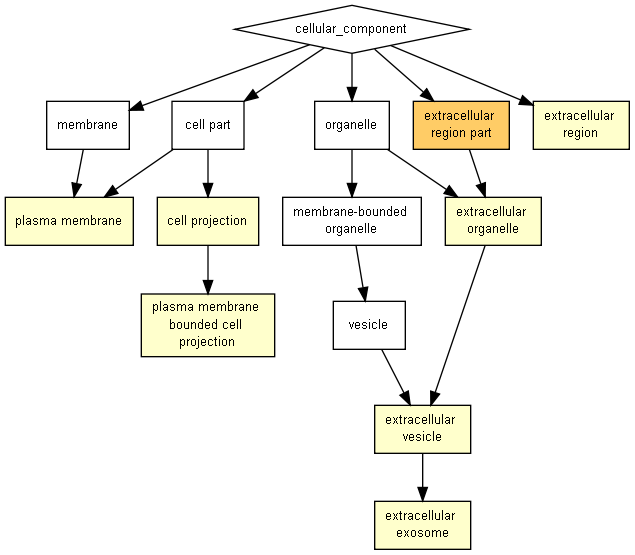 cellular_component
membrane
cell part
organelle
extracellular
region part
extracellular
region
plasma membrane
cell projection
membrane-bounded
organelle
extracellular
organelle
plasma membrane
bounded cell
projection
vesicle
extracellular
vesicle
extracellular
exosome